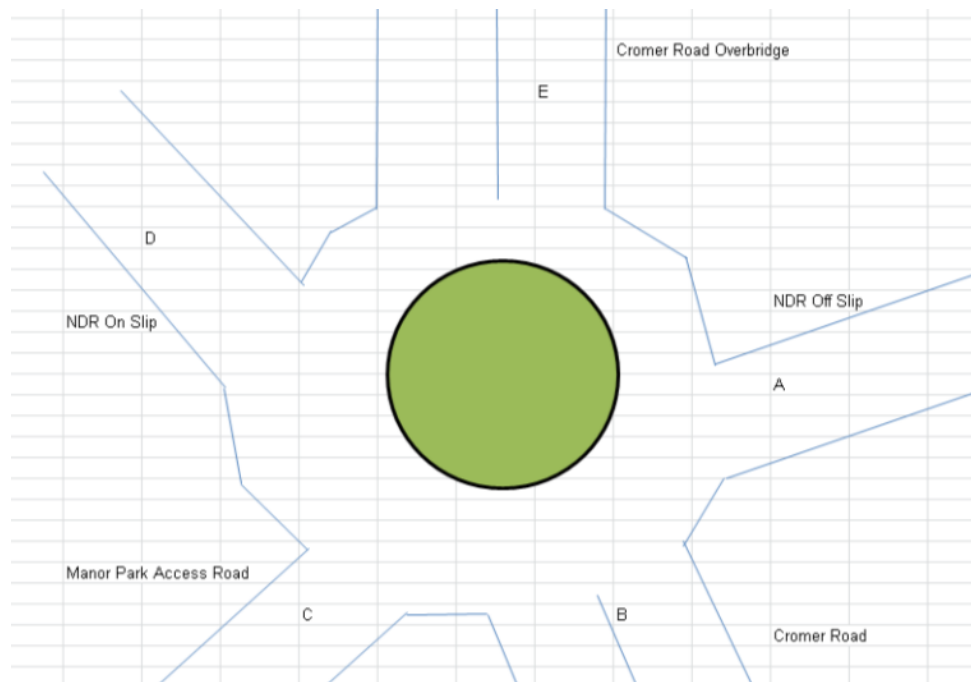 Cromer Road Overbridge
E
D
NDR On Slip
NDR Off Slip
A
Manor Park Access Road
C
B
Cromer Road